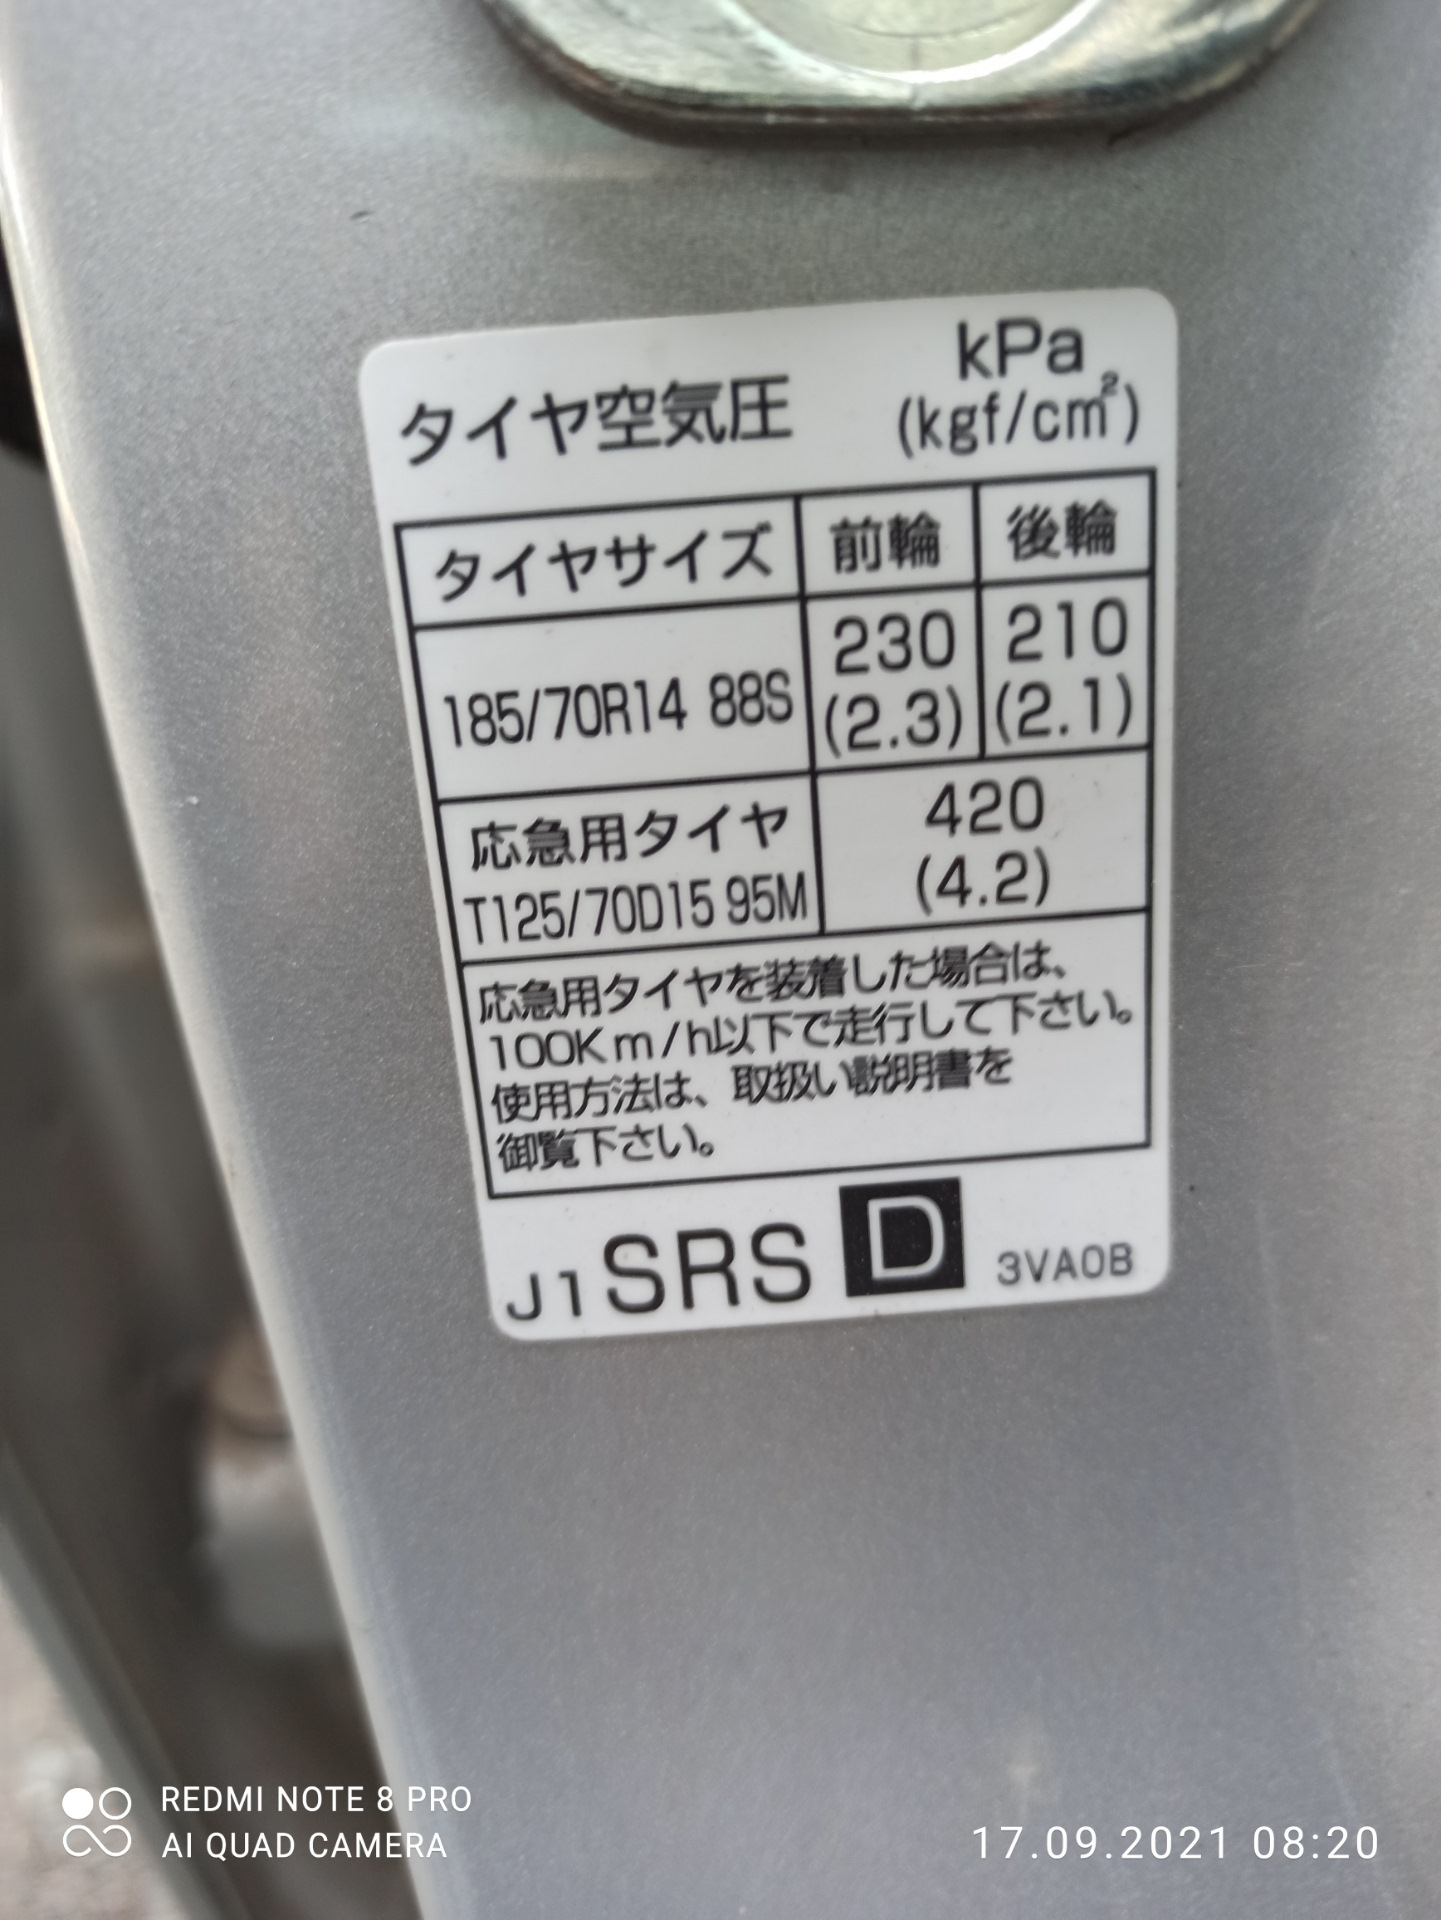 タイヤ空気圧 kPa
(kgf/cm²)
タイヤサイズ 前輪 後輪
185/70R14 88S 230 210
(2.3) (2.1)
応急用タイヤ 420
T125/70D15 95M (4.2)
応急用タイヤを装着した場合は、
100Km/h以下で走行して下さい。
使用方法は、取扱い説明書を
御覧下さい。
J1 SRS D 3VA0B
REDMI NOTE 8 PRO
AI QUAD CAMERA
17.09.2021 08:20